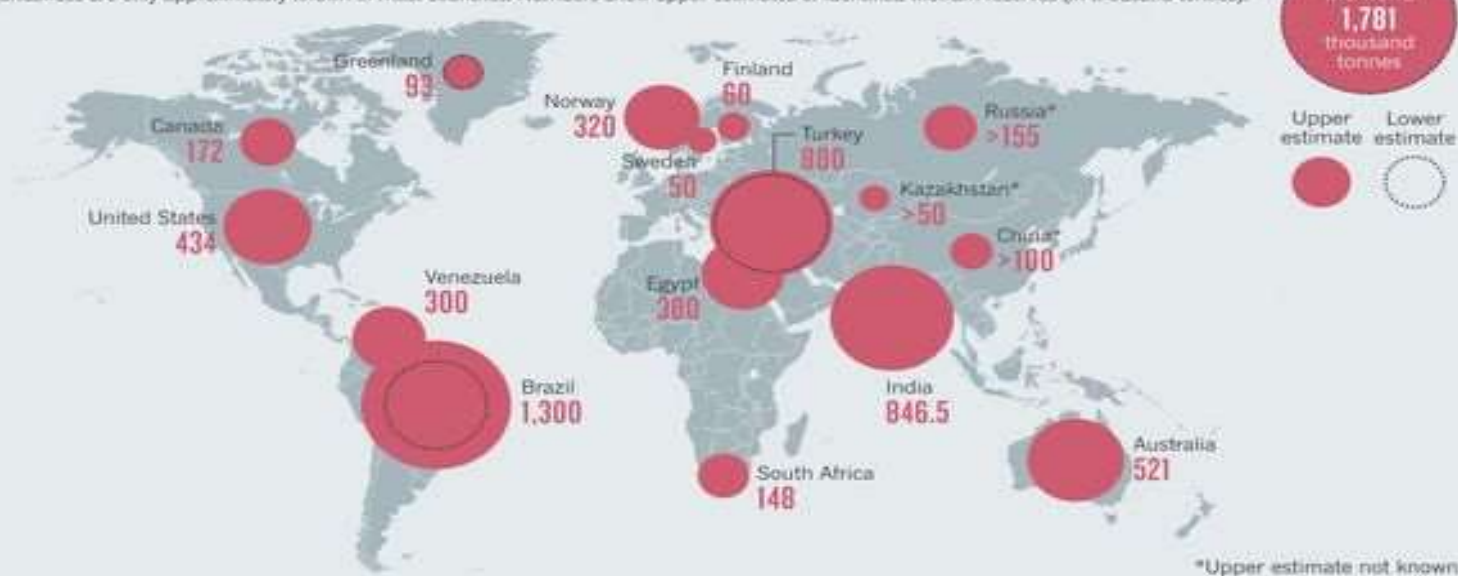 1,781
thousand
tonnes
Upper
estimate
Lower
estimate
Greenland
93
Canada
172
United States
434
Venezuela
300
Brazil
1,300
Norway
320
Sweden
50
Finland
60
Turkey
880
Egypt
380
Russia*
>155
Kazakhstan*
>50
China*
>100
India
846.5
South Africa
148
Australia
521
*Upper estimate not known